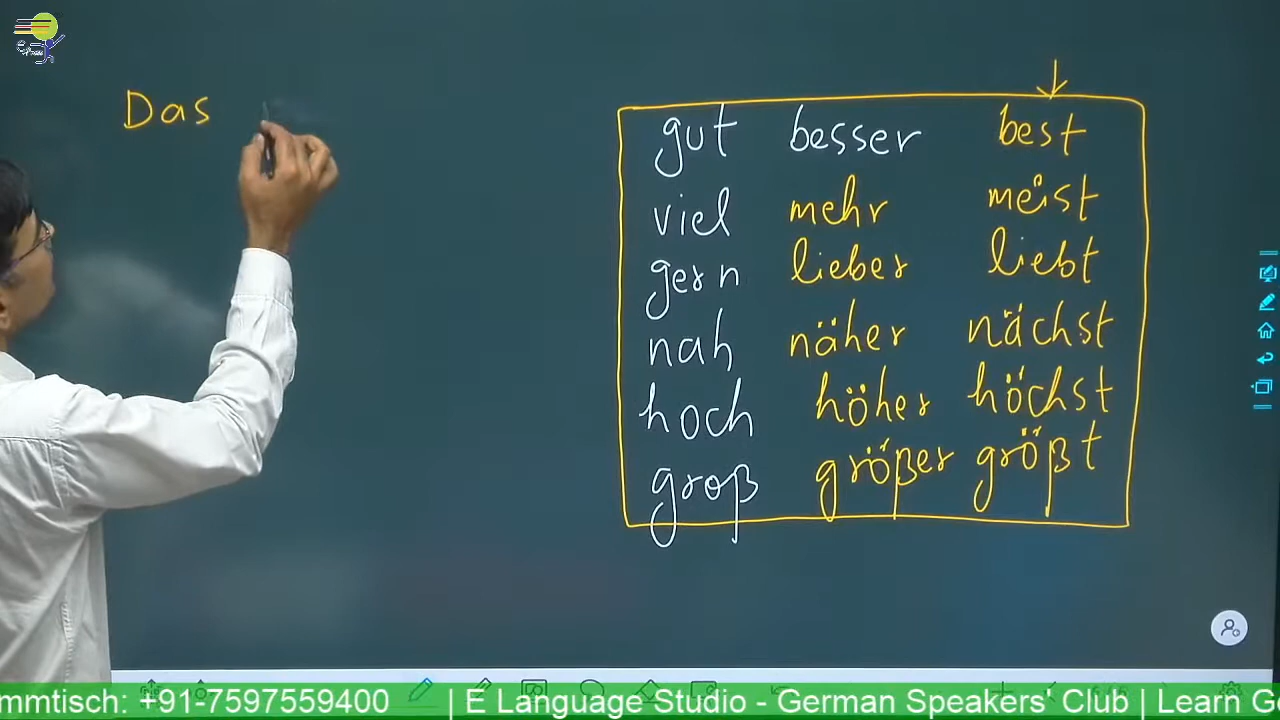 Das
gut besser best
viel mehr meist
gern lieber liebt
nah näher nächst
hoch höher höchst
groß größer größt
mmtisch: +91-7597559400 | E Language Studio - German Speakers' Club | Learn Ge